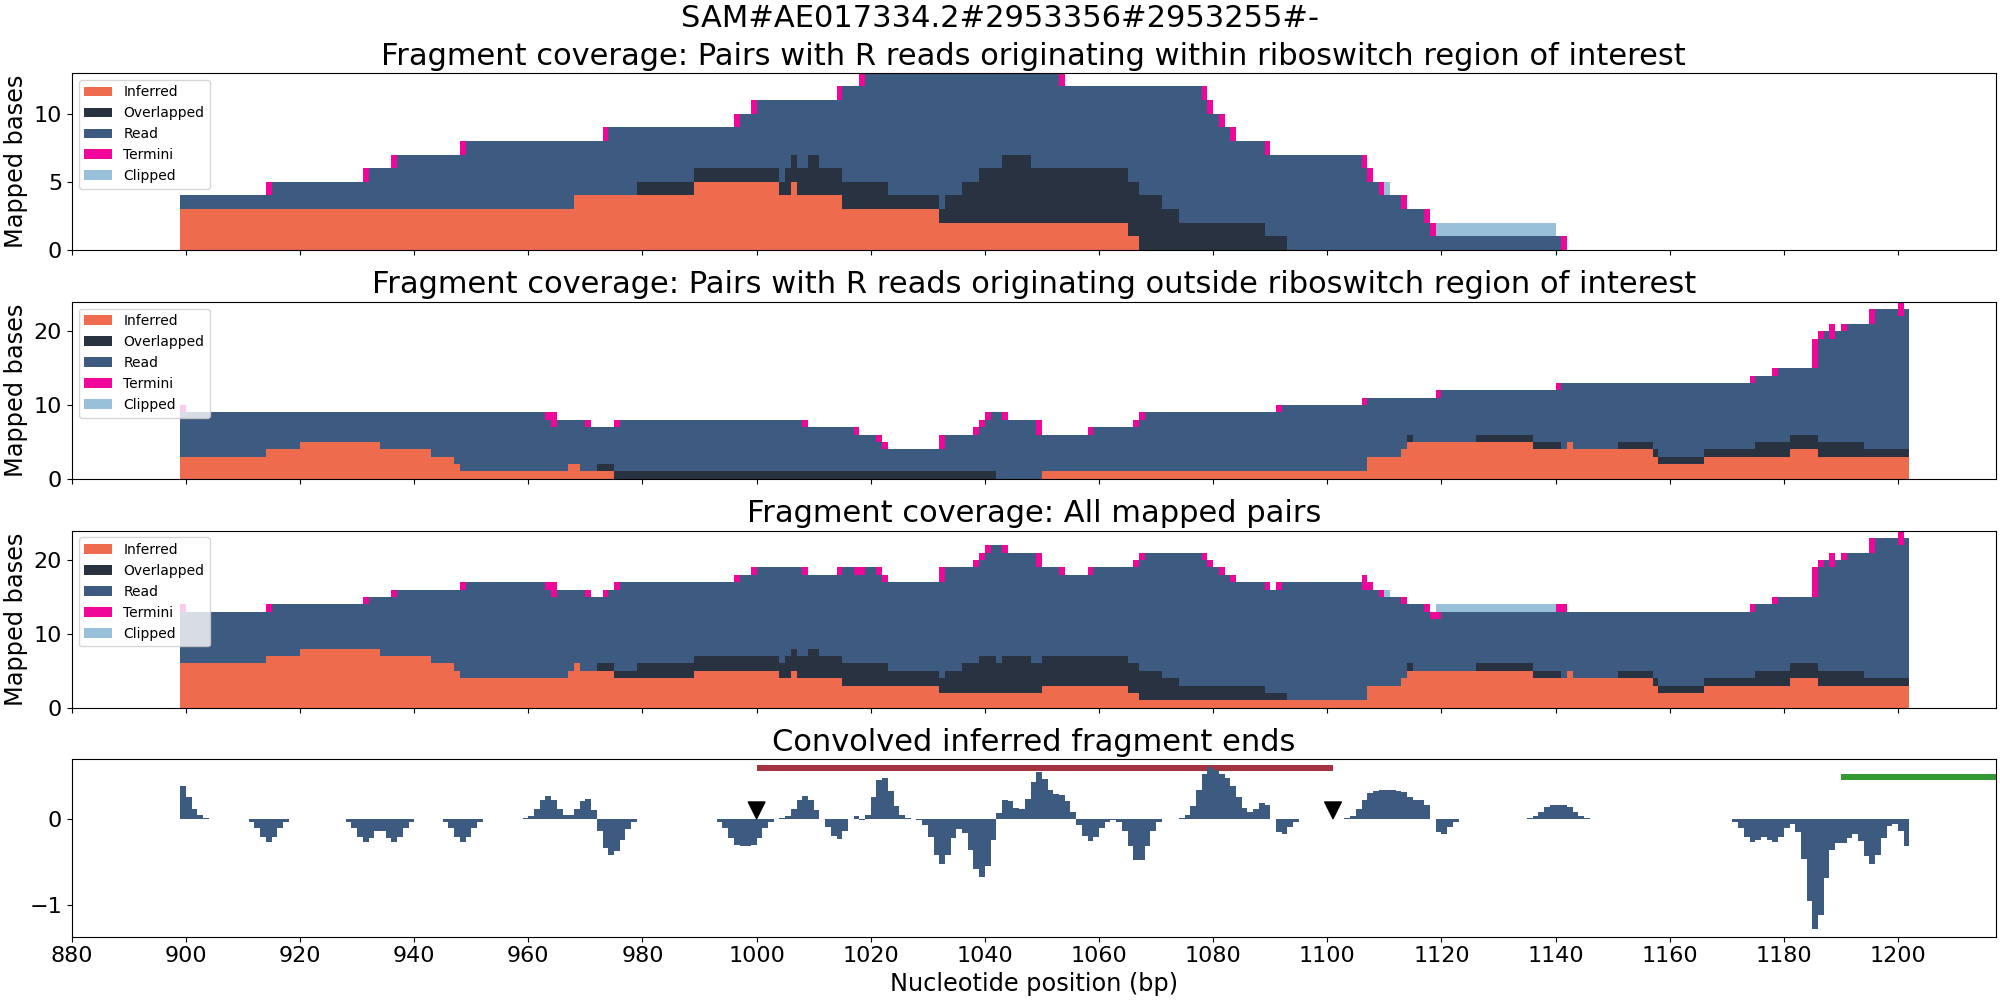 SAM#AE017334.2#2953356#2953255#-
Fragment coverage: Pairs with R reads originating within riboswitch region of interest
Mapped bases
10
5
0
Inferred
Overlapped
Read
Termini
Clipped
Fragment coverage: Pairs with R reads originating outside riboswitch region of interest
Mapped bases
20
10
0
Inferred
Overlapped
Read
Termini
Clipped
Fragment coverage: All mapped pairs
Mapped bases
20
10
0
Inferred
Overlapped
Read
Termini
Clipped
Convolved inferred fragment ends
0
−1
880 900 920 940 960 980 1000 1020 1040 1060 1080 1100 1120 1140 1160 1180 1200
Nucleotide position (bp)